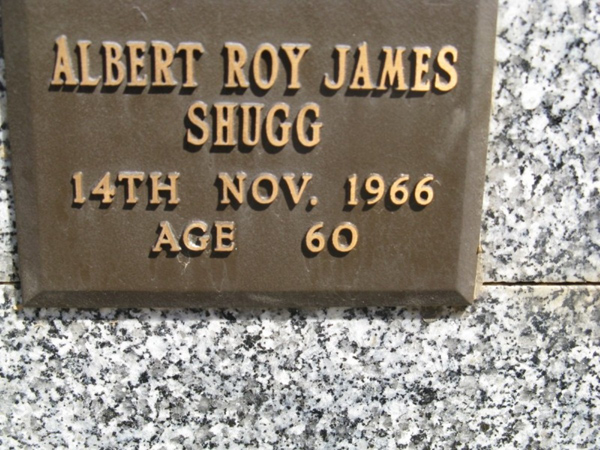 ALBERT ROY JAMES
SHUGG
14TH NOV. 1966
AGE 60